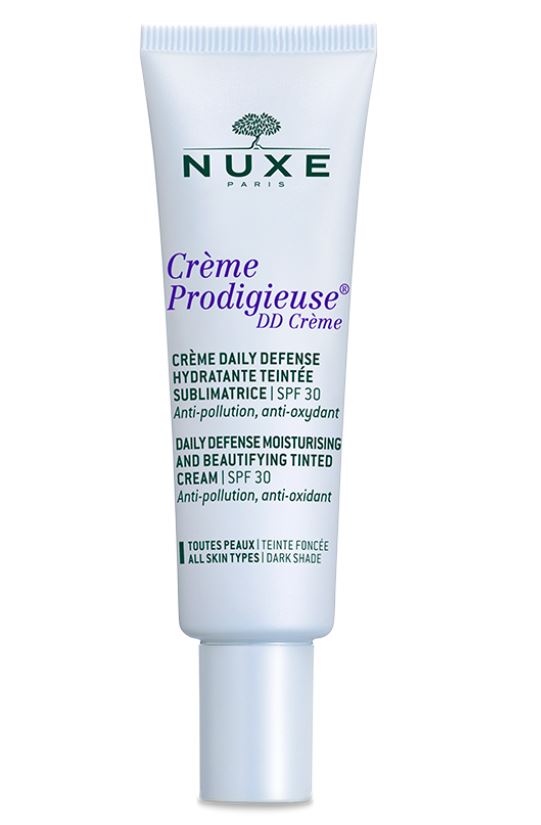 NUXE
PARIS
Crème
Prodigieuse®
DD Crème
CRÈME DAILY DEFENSE
HYDRATANTE TEINTÉE
SUBLIMATRICE | SPF 30
Anti-pollution, anti-oxydant
DAILY DEFENSE MOISTURISING
AND BEAUTIFYING TINTED
CREAM | SPF 30
Anti-pollution, anti-oxidant
TOUTES PEAUX | TEINTE FONCÉE
ALL SKIN TYPES | DARK SHADE